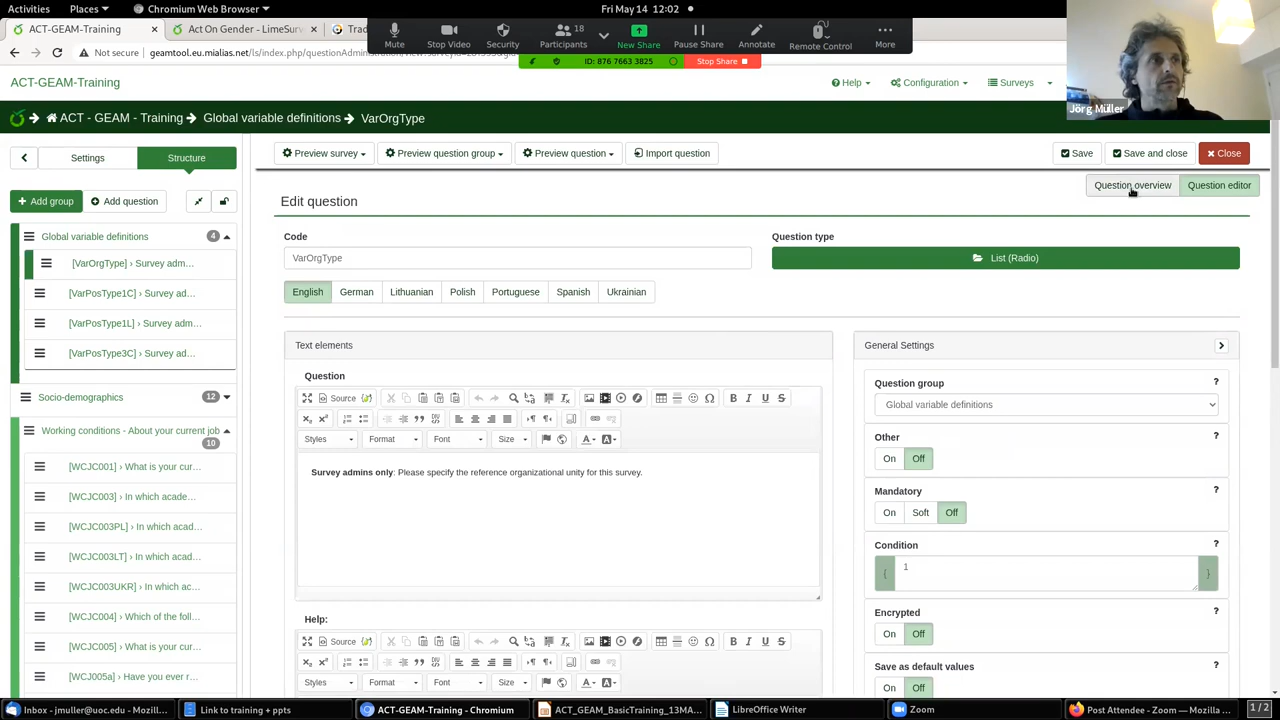 Activities Places Chromium Web Browser Fri May 14 12:02
ACT-GEAM-Training On Gender - LimeSurv Trac
Not secure geamtool.eu.mialias.net/ls/index.php/questionAdministra
Mute Stop Video Security Participants 18 New Share Pause Share Annotate Remote Control More
ID: 876 7663 3825 Stop Share
Jörg Müller
ACT-GEAM-Training Help Configuration Surveys
ACT - GEAM - Training Global variable definitions VarOrgType
Settings Structure
Preview survey Preview question group Preview question Import question Save Save and close Close
Question overview Question editor
Add group Add question
Global variable definitions 4
[VarOrgType] › Survey adm...
[VarPosType1C] › Survey ad...
[VarPosType1L] › Survey adm...
[VarPosType3C] › Survey ad...
Socio-demographics 12
Working conditions - About your current job 10
[WCJC001] › What is your cur...
[WCJC003] › In which acade...
[WCJC003PL] › In which acad...
[WCJC003LT] › In which acad...
[WCJC003UKR] › In which ac...
[WCJC004] › Which of the foll...
[WCJC005] › What is your cur...
[WCJ005a] › Have you ever r...
Edit question
Code
VarOrgType
Question type
List (Radio)
English German Lithuanian Polish Portuguese Spanish Ukrainian
Text elements
Question
Source
Styles Format Font Size
Survey admins only: Please specify the reference organizational unity for this survey.
Help:
Source
Styles Format Font Size
General Settings
Question group ?
Global variable definitions
Other ?
On Off
Mandatory ?
On Soft Off
Condition ?
{ 1 }
Encrypted ?
On Off
Save as default values ?
On Off
Inbox - jmuller@uoc.edu - Mozill... Link to training + ppts ACT-GEAM-Training - Chromium ACT_GEAM_BasicTraining_13MA... LibreOffice Writer Zoom Post Attendee - Zoom — Mozilla ... 1 / 2